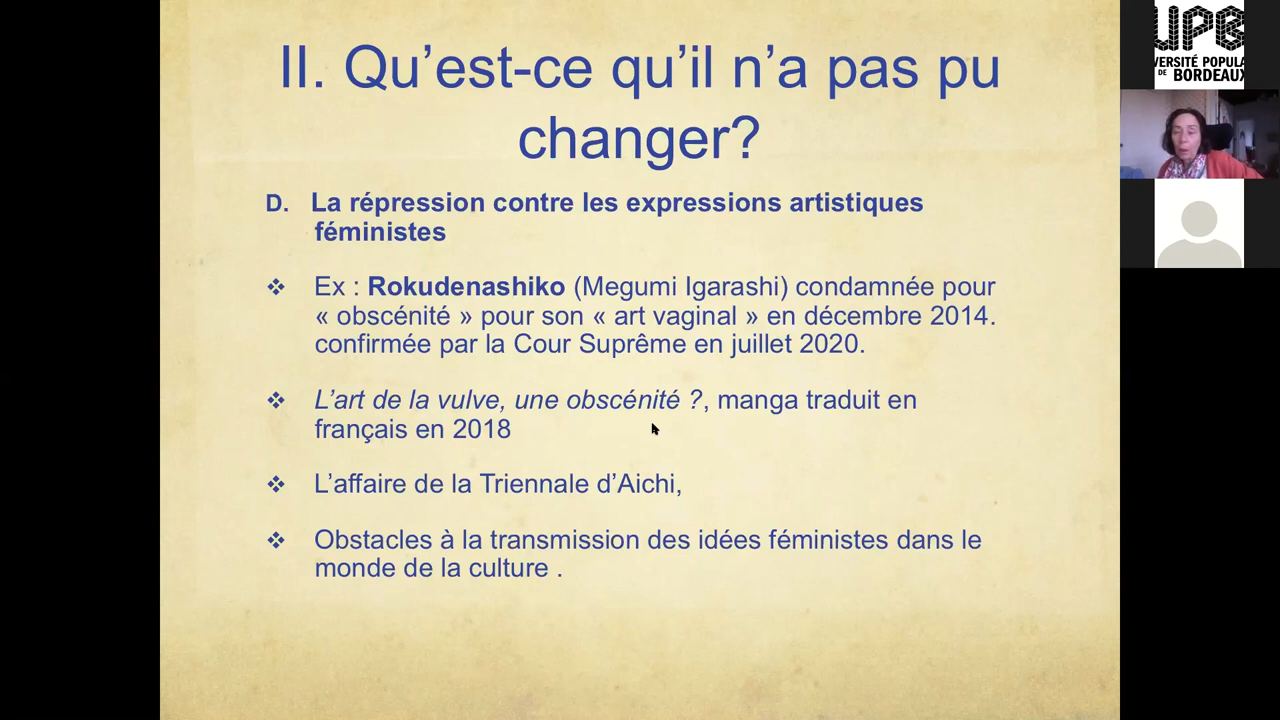 II. Qu’est-ce qu’il n’a pas pu
changer?
D. La répression contre les expressions artistiques
féministes
❖ Ex : Rokudenashiko (Megumi Igarashi) condamnée pour
« obscénité » pour son « art vaginal » en décembre 2014.
confirmée par la Cour Suprême en juillet 2020.
❖ L’art de la vulve, une obscénité ?, manga traduit en
français en 2018
❖ L’affaire de la Triennale d’Aichi,
❖ Obstacles à la transmission des idées féministes dans le
monde de la culture .
UPB
VERSITÉ POPULA
DE BORDEAUX